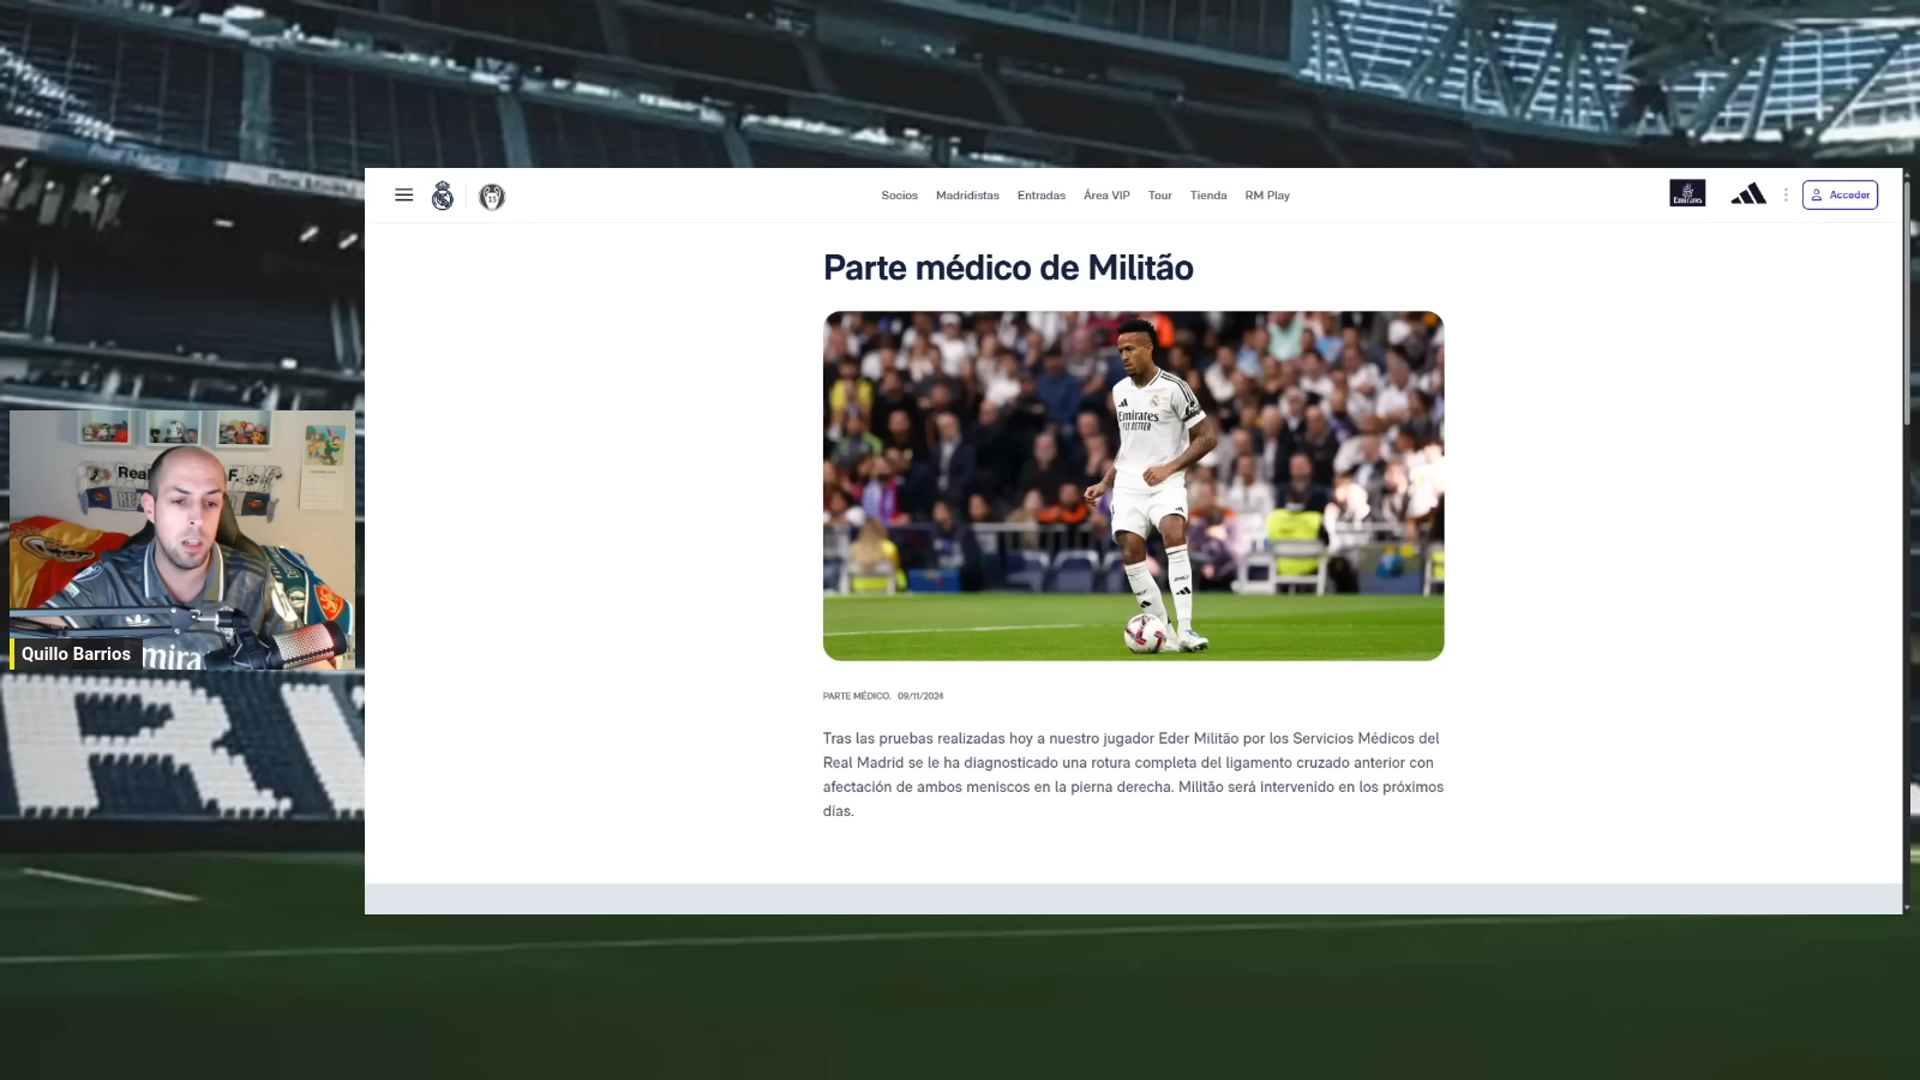 Socios Madridistas Entradas Área VIP Tour Tienda RM Play
Emirates
Acceder
Parte médico de Militão
Emirates
FLY BETTER
PARTE MÉDICO. 09/11/2024
Tras las pruebas realizadas hoy a nuestro jugador Eder Militão por los Servicios Médicos del
Real Madrid se le ha diagnosticado una rotura completa del ligamento cruzado anterior con
afectación de ambos meniscos en la pierna derecha. Militão será intervenido en los próximos
días.
Quillo Barrios